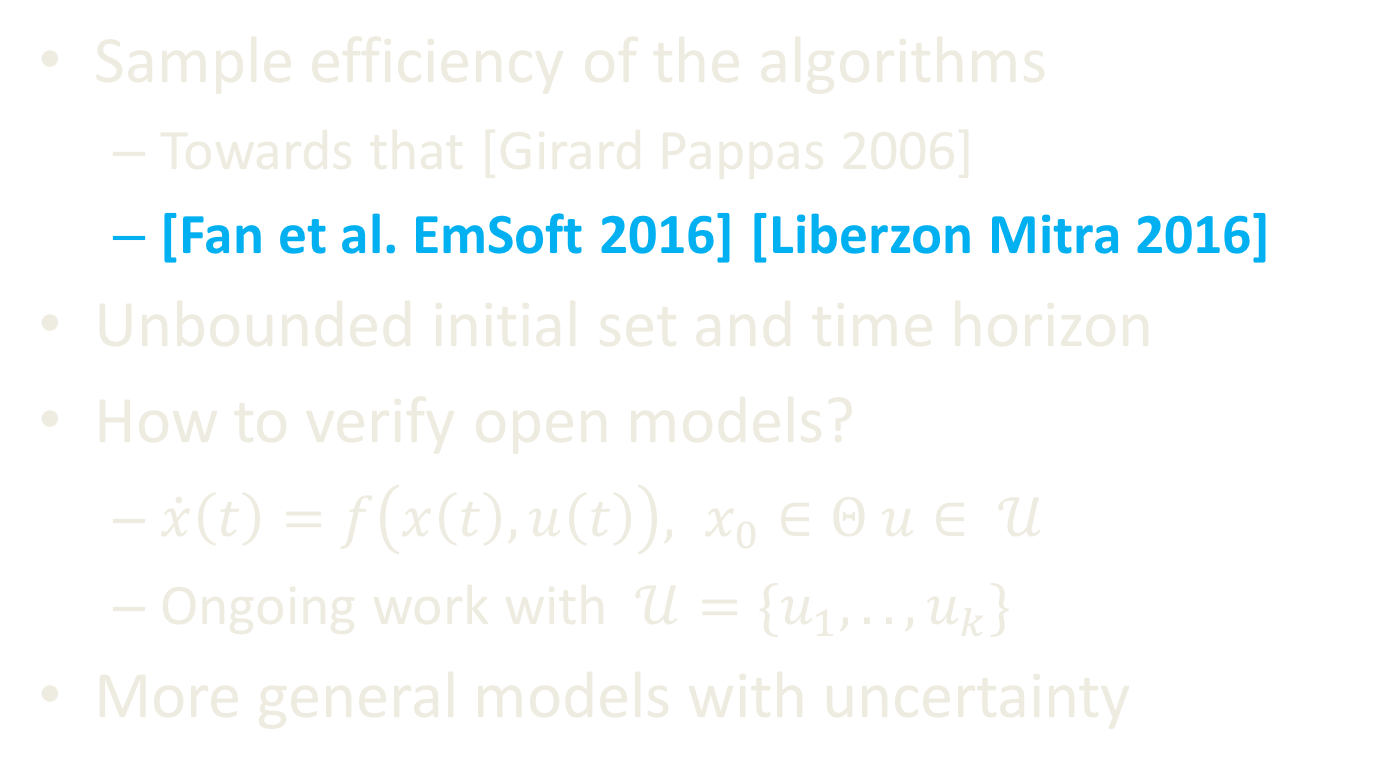 • Sample efficiency of the algorithms
– Towards that [Girard Pappas 2006]
– [Fan et al. EmSoft 2016] [Liberzon Mitra 2016]
• Unbounded initial set and time horizon
• How to verify open models?
– ẋ(t) = f(x(t), u(t)), x₀ ∈ Θ u ∈ 𝒰
– Ongoing work with 𝒰 = {u₁, . . , uₖ}
• More general models with uncertainty